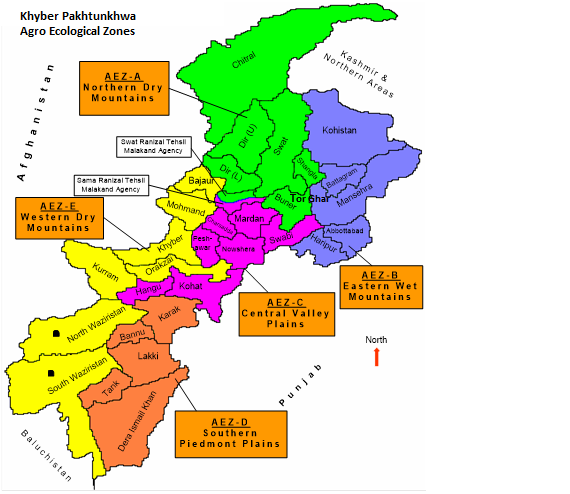 Khyber Pakhtunkhwa
Agro Ecological Zones
Afghanistan
Kashmir &
Northern Areas
Chitral
AEZ-A
Northern Dry
Mountains
Kohistan
Dir (U)
Swat
Swat Ranizai Tehsil
Malakand Agency
Shangla
Dir (L)
Battagram
Mansehra
Sama Ranizai Tehsil
Malakand Agency
Bajaur
Buner
Tor Ghar
AEZ-E
Western Dry
Mountains
Mohmand
Charsadda
Mardan
Swabi
Abbottabad
Haripur
Khyber
Pesh-
awar
Nowshera
Orakzai
Kurram
AEZ-B
Eastern Wet
Mountains
Hangu
Kohat
AEZ-C
Central Valley
Plains
Karak
North Waziristan
Bannu
North
Lakki
South Waziristan
Tank
Punjab
Dera Ismail Khan
AEZ-D
Southern
Piedmont Plains
Baluchistan